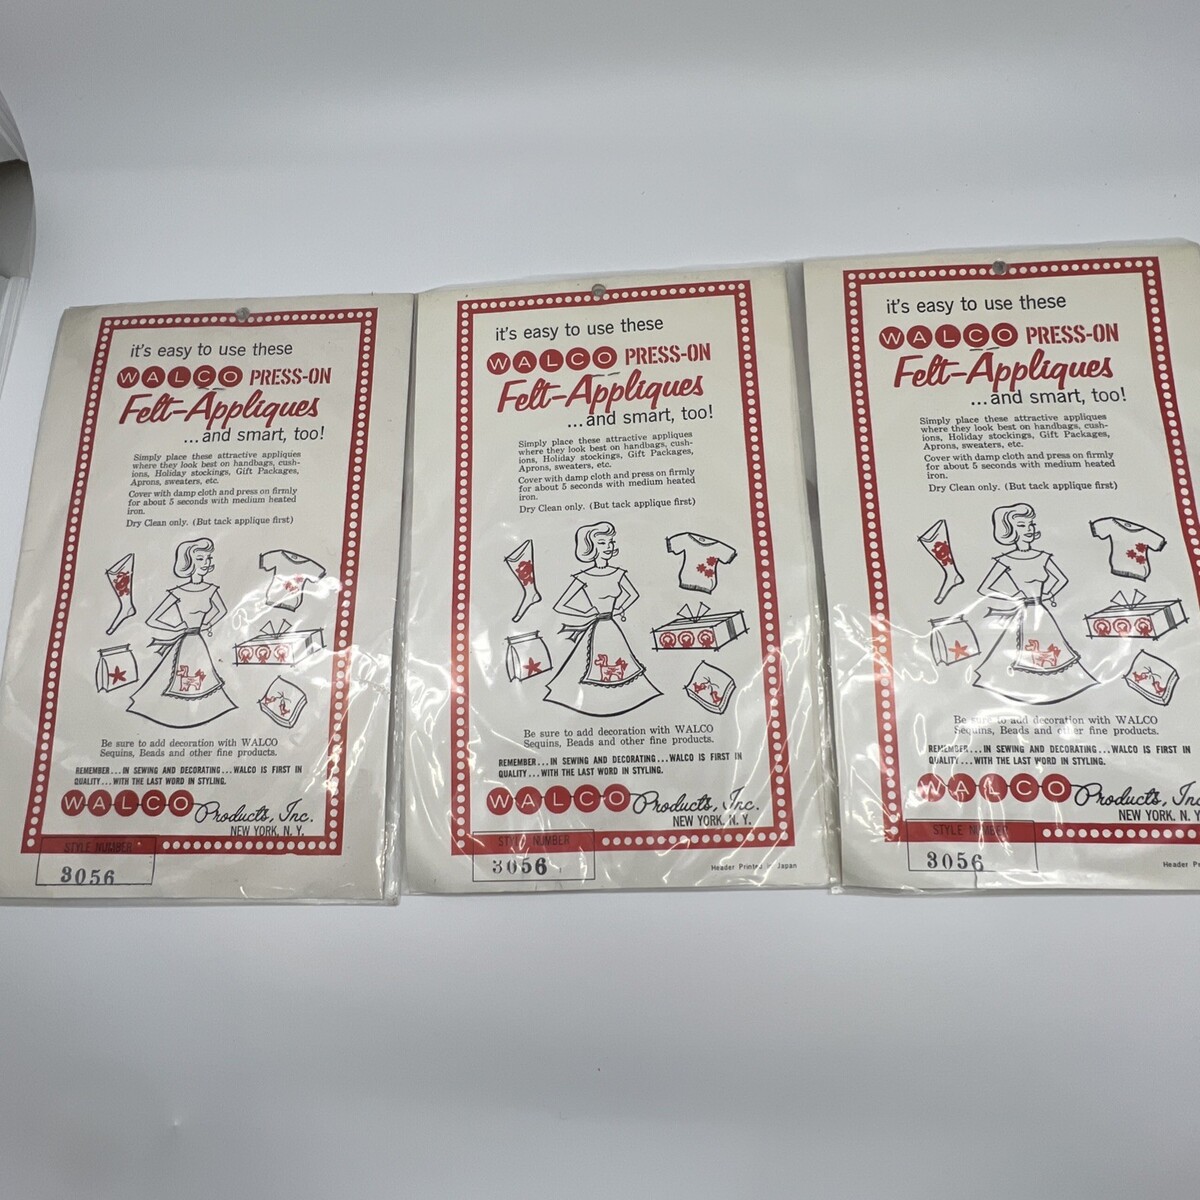 it's easy to use these
WALCO PRESS-ON
Felt-Appliques
...and smart, too!
Simply place these attractive appliques
where they look best on handbags, cush-
ions, Holiday stockings, Gift Packages,
Aprons, sweaters, etc.
Cover with damp cloth and press on firmly
for about 5 seconds with medium heated
iron.
Dry Clean only. (But tack applique first)
Be sure to add decoration with WALCO
Sequins, Beads and other fine products.
REMEMBER...IN SEWING AND DECORATING...WALCO IS FIRST IN
QUALITY...WITH THE LAST WORD IN STYLING.
WALCO Products, Inc.
NEW YORK, N. Y.
STYLE NUMBER
3056
it's easy to use these
WALCO PRESS-ON
Felt-Appliques
...and smart, too!
Simply place these attractive appliques
where they look best on handbags, cush-
ions, Holiday stockings, Gift Packages,
Aprons, sweaters, etc.
Cover with damp cloth and press on firmly
for about 5 seconds with medium heated
iron.
Dry Clean only. (But tack applique first)
Be sure to add decoration with WALCO
Sequins, Beads and other fine products.
REMEMBER...IN SEWING AND DECORATING...WALCO IS FIRST IN
QUALITY...WITH THE LAST WORD IN STYLING.
WALCO Products, Inc.
NEW YORK, N. Y.
STYLE NUMBER
3056
Header Printed in Japan
it's easy to use these
WALCO PRESS-ON
Felt-Appliques
...and smart, too!
Simply place these attractive appliques
where they look best on handbags, cush-
ions, Holiday stockings, Gift Packages,
Aprons, sweaters, etc.
Cover with damp cloth and press on firmly
for about 5 seconds with medium heated
iron.
Dry Clean only. (But tack applique first)
Be sure to add decoration with WALCO
Sequins, Beads and other fine products.
REMEMBER...IN SEWING AND DECORATING...WALCO IS FIRST IN
QUALITY...WITH THE LAST WORD IN STYLING.
WALCO Products, Inc
NEW YORK, N. Y.
STYLE NUMBER
3056
Header